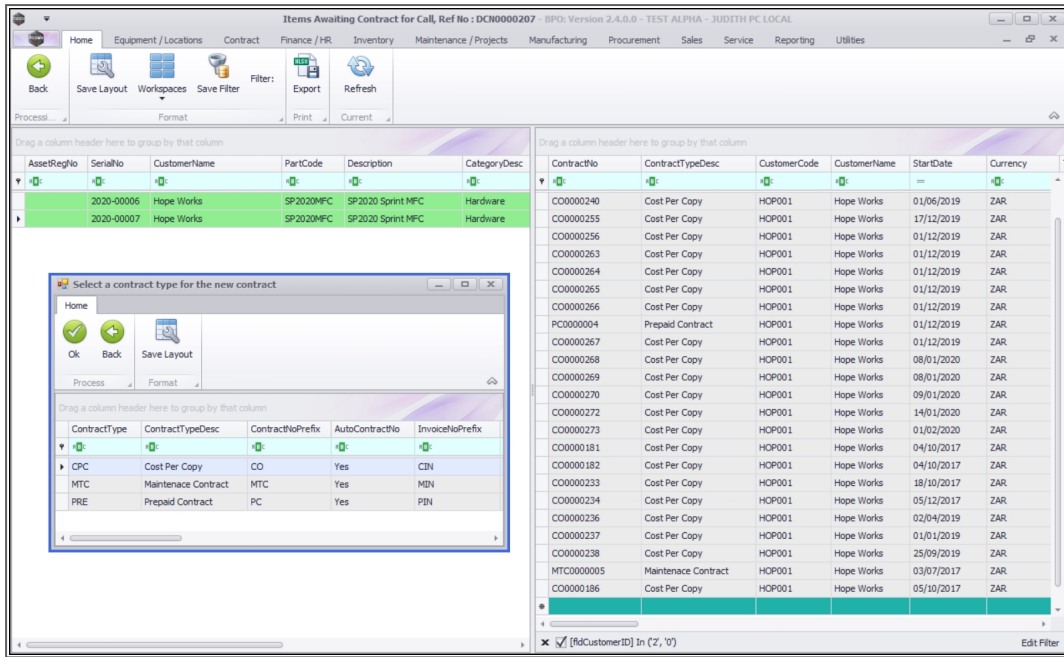 Items Awaiting Contract for Call, Ref No : DCN0000207 - BPO: Version 2.4.0.0 - TEST ALPHA - JUDITH PC LOCAL
Home Equipment / Locations Contract Finance / HR Inventory Maintenance / Projects Manufacturing Procurement Sales Service Reporting Utilities
Back Save Layout Workspaces Save Filter Filter: Export Refresh
Processi... Format Print Current
Drag a column header here to group by that column
AssetRegNo SerialNo CustomerName PartCode Description CategoryDesc
2020-00006 Hope Works SP2020MFC SP2020 Sprint MFC Hardware
2020-00007 Hope Works SP2020MFC SP2020 Sprint MFC Hardware
Select a contract type for the new contract
Home
Ok Back Save Layout
Process Format
Drag a column header here to group by that column
ContractType ContractTypeDesc ContractNoPrefix AutoContractNo InvoiceNoPrefix
CPC Cost Per Copy CO Yes CIN
MTC Maintenace Contract MTC Yes MIN
PRE Prepaid Contract PC Yes PIN
Drag a column header here to group by that column
ContractNo ContractTypeDesc CustomerCode CustomerName StartDate Currency
=
CO0000240 Cost Per Copy HOP001 Hope Works 01/06/2019 ZAR
CO0000255 Cost Per Copy HOP001 Hope Works 17/12/2019 ZAR
CO0000256 Cost Per Copy HOP001 Hope Works 01/12/2019 ZAR
CO0000263 Cost Per Copy HOP001 Hope Works 01/12/2019 ZAR
CO0000264 Cost Per Copy HOP001 Hope Works 01/12/2019 ZAR
CO0000265 Cost Per Copy HOP001 Hope Works 01/12/2019 ZAR
CO0000266 Cost Per Copy HOP001 Hope Works 01/12/2019 ZAR
PC0000004 Prepaid Contract HOP001 Hope Works 01/12/2019 ZAR
CO0000267 Cost Per Copy HOP001 Hope Works 01/12/2019 ZAR
CO0000268 Cost Per Copy HOP001 Hope Works 08/01/2020 ZAR
CO0000269 Cost Per Copy HOP001 Hope Works 08/01/2020 ZAR
CO0000270 Cost Per Copy HOP001 Hope Works 09/01/2020 ZAR
CO0000272 Cost Per Copy HOP001 Hope Works 14/01/2020 ZAR
CO0000273 Cost Per Copy HOP001 Hope Works 01/02/2020 ZAR
CO0000181 Cost Per Copy HOP001 Hope Works 04/10/2017 ZAR
CO0000182 Cost Per Copy HOP001 Hope Works 04/10/2017 ZAR
CO0000233 Cost Per Copy HOP001 Hope Works 18/10/2017 ZAR
CO0000234 Cost Per Copy HOP001 Hope Works 05/12/2017 ZAR
CO0000236 Cost Per Copy HOP001 Hope Works 02/04/2019 ZAR
CO0000237 Cost Per Copy HOP001 Hope Works 01/01/2019 ZAR
CO0000238 Cost Per Copy HOP001 Hope Works 25/09/2019 ZAR
MTC0000005 Maintenace Contract HOP001 Hope Works 03/07/2017 ZAR
CO0000186 Cost Per Copy HOP001 Hope Works 05/10/2017 ZAR
[fldCustomerID] In ('2', '0') Edit Filter